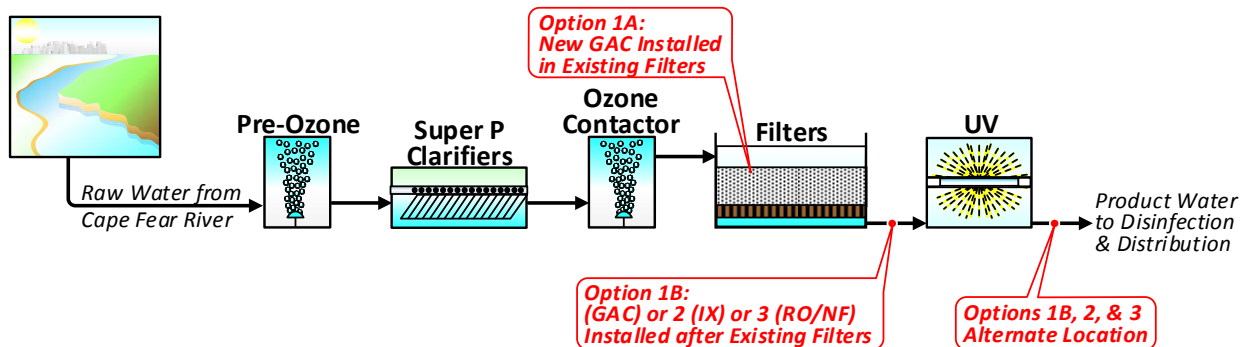 Option 1A:
New GAC Installed
in Existing Filters
Pre-Ozone
Super P
Clarifiers
Ozone
Contactor
Filters
UV
Raw Water from
Cape Fear River
Product Water
to Disinfection
& Distribution
Option 1B:
(GAC) or 2 (IX) or 3 (RO/NF)
Installed after Existing Filters
Options 1B, 2, & 3
Alternate Location